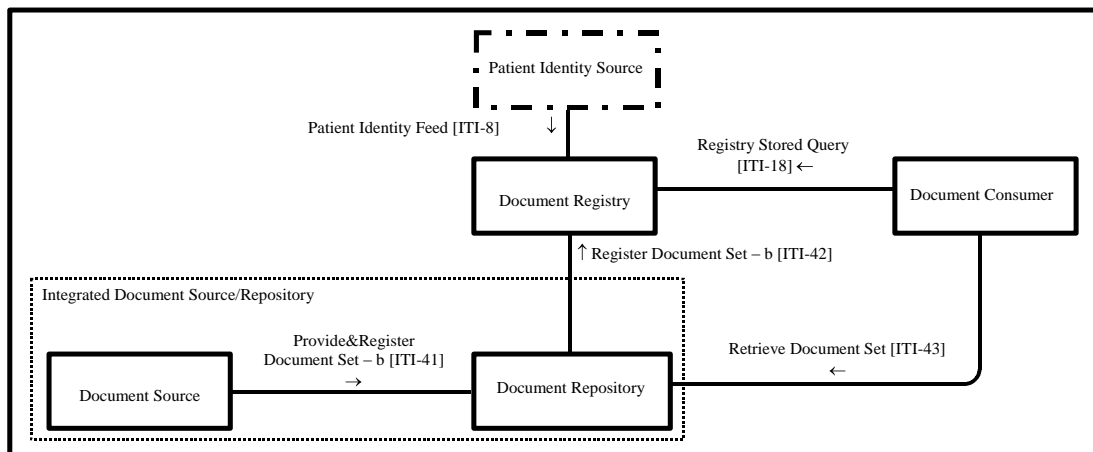 Patient Identity Source
Patient Identity Feed [ITI-8]
↓
Registry Stored Query
[ITI-18] ←
Document Registry
Document Consumer
↑ Register Document Set – b [ITI-42]
Integrated Document Source/Repository
Provide&Register
Document Set – b [ITI-41]
→
Retrieve Document Set [ITI-43]
←
Document Source
Document Repository